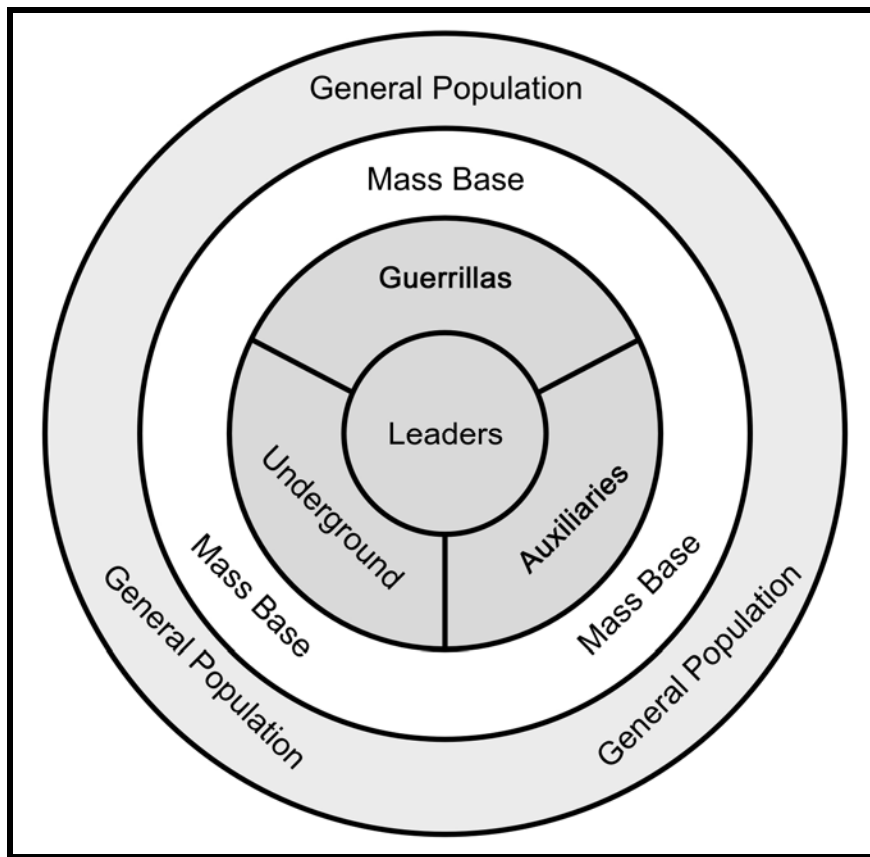 General Population
Mass Base
Guerrillas
Leaders
Underground
Auxiliaries
Mass Base
Mass Base
General Population
General Population